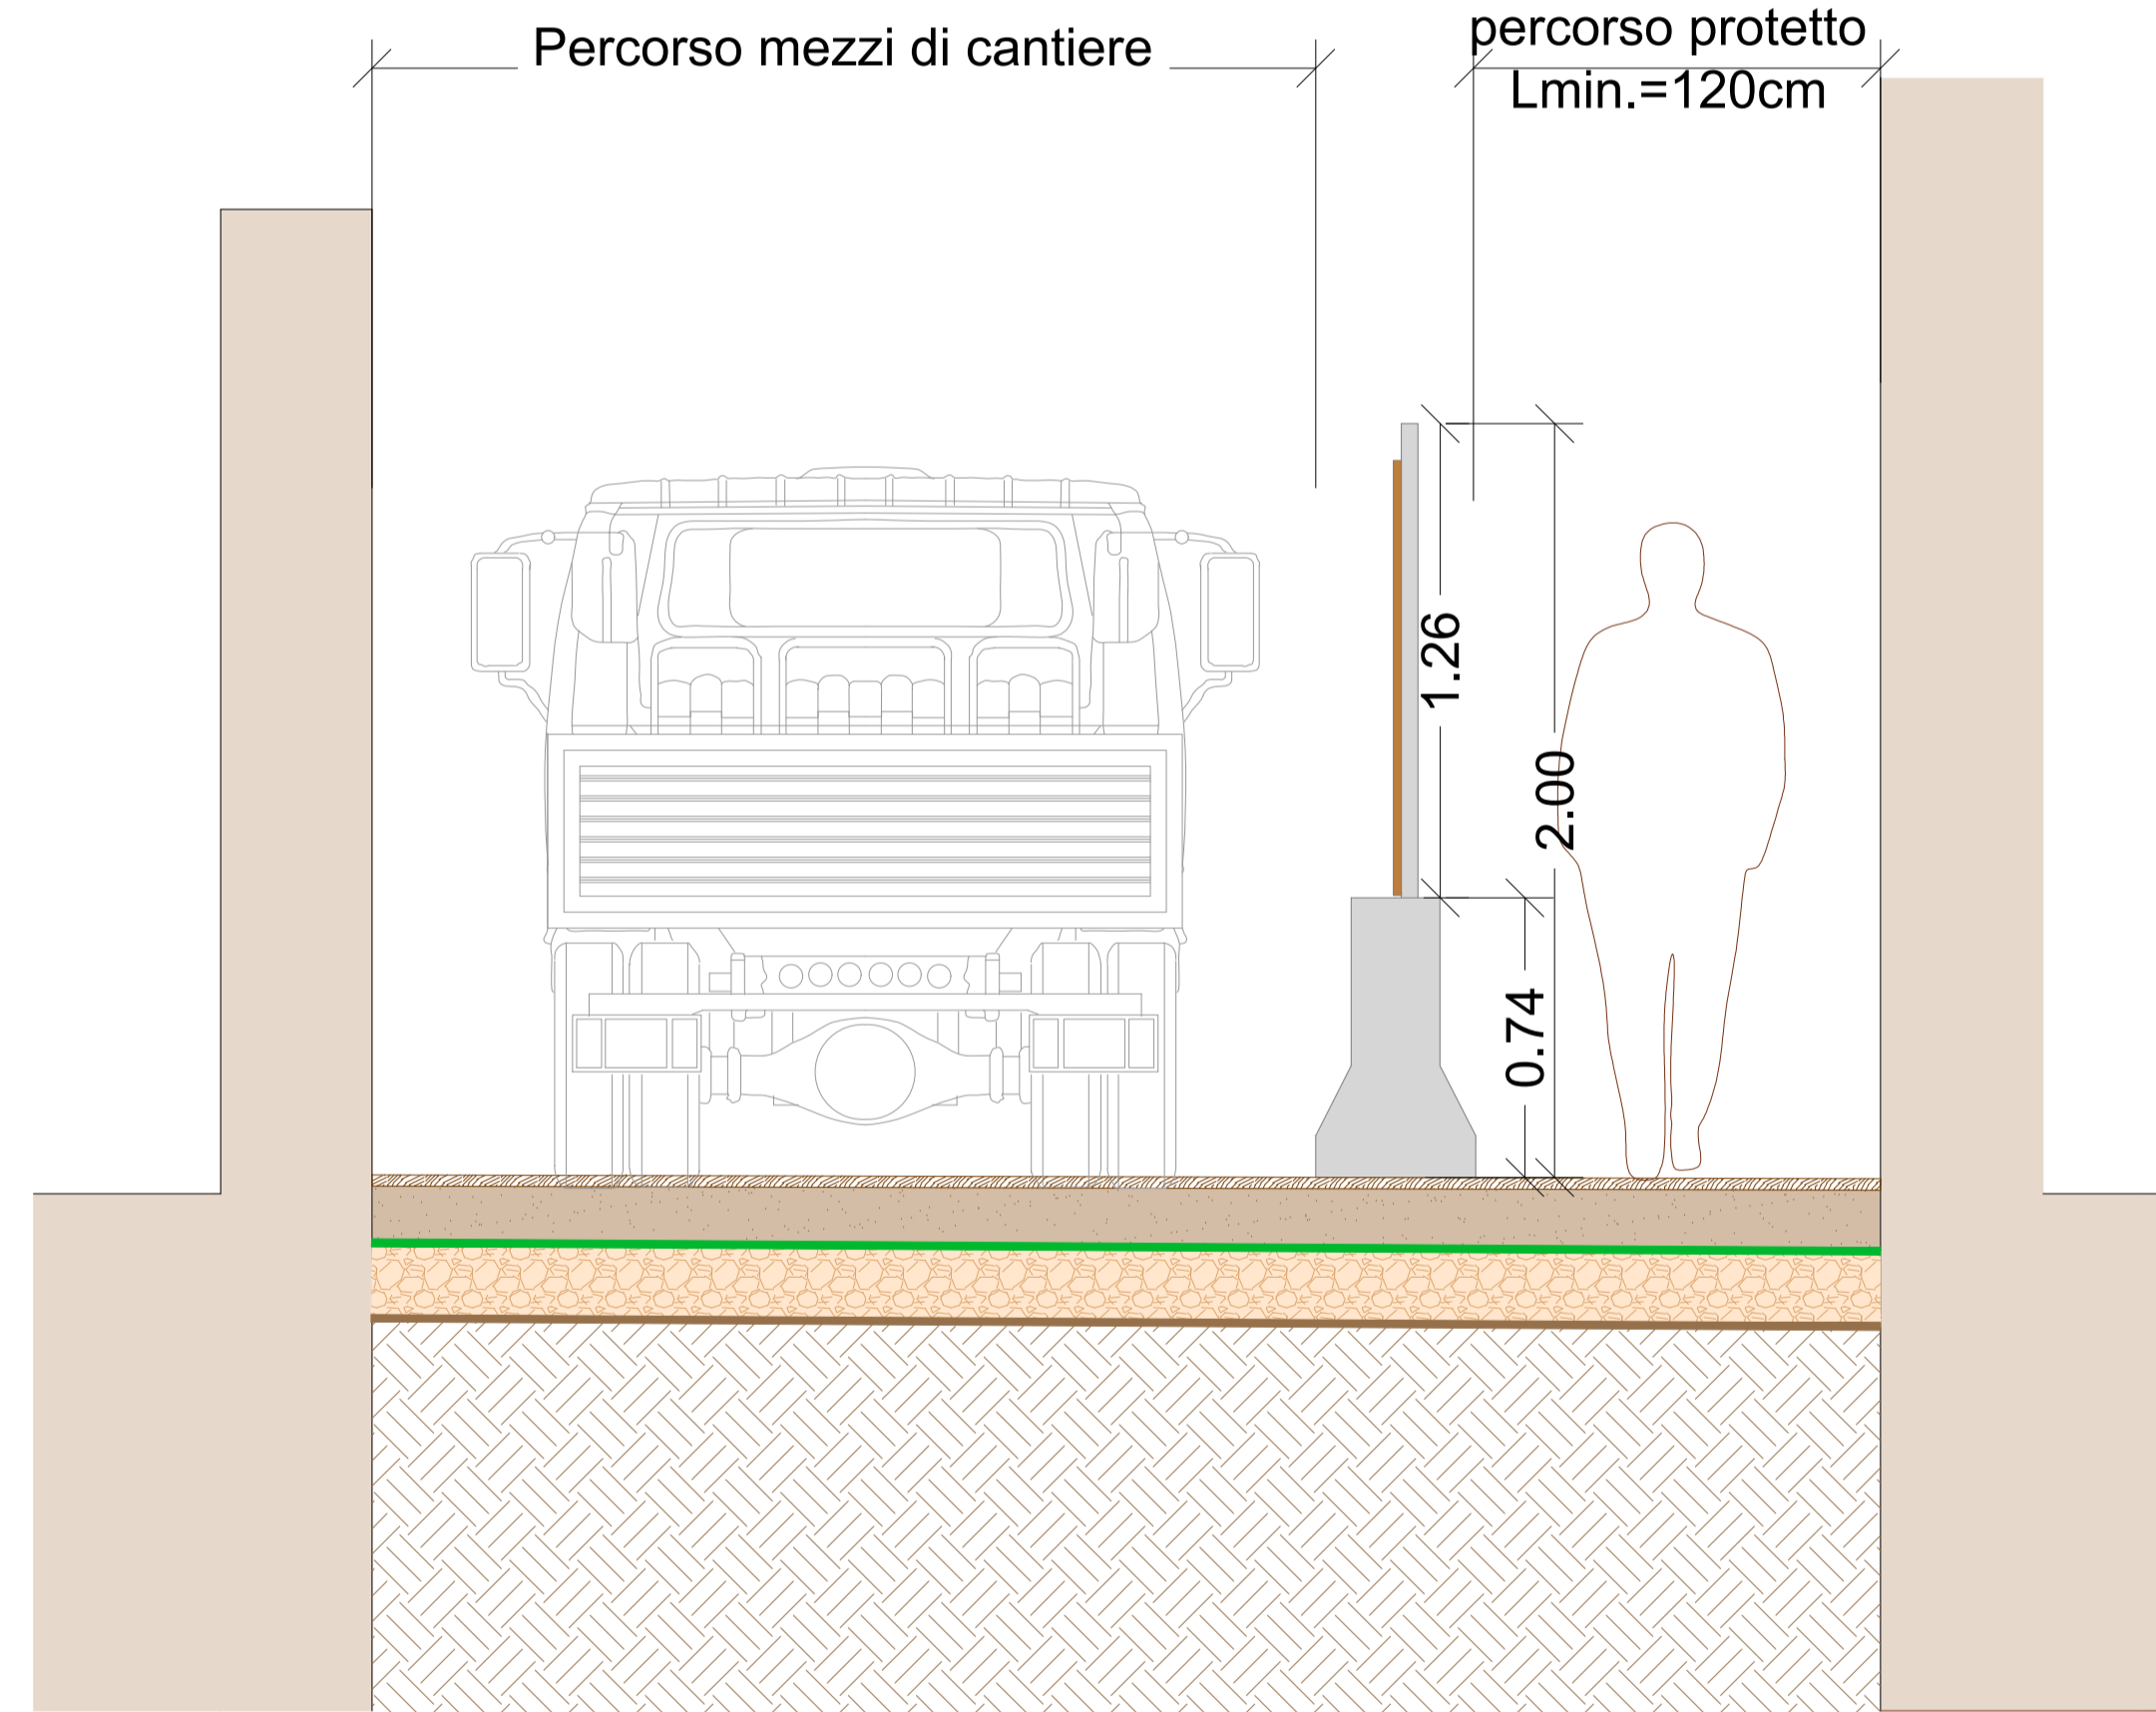 Percorso mezzi di cantiere
percorso protetto
Lmin.=120cm
1.26
2.00
0.74